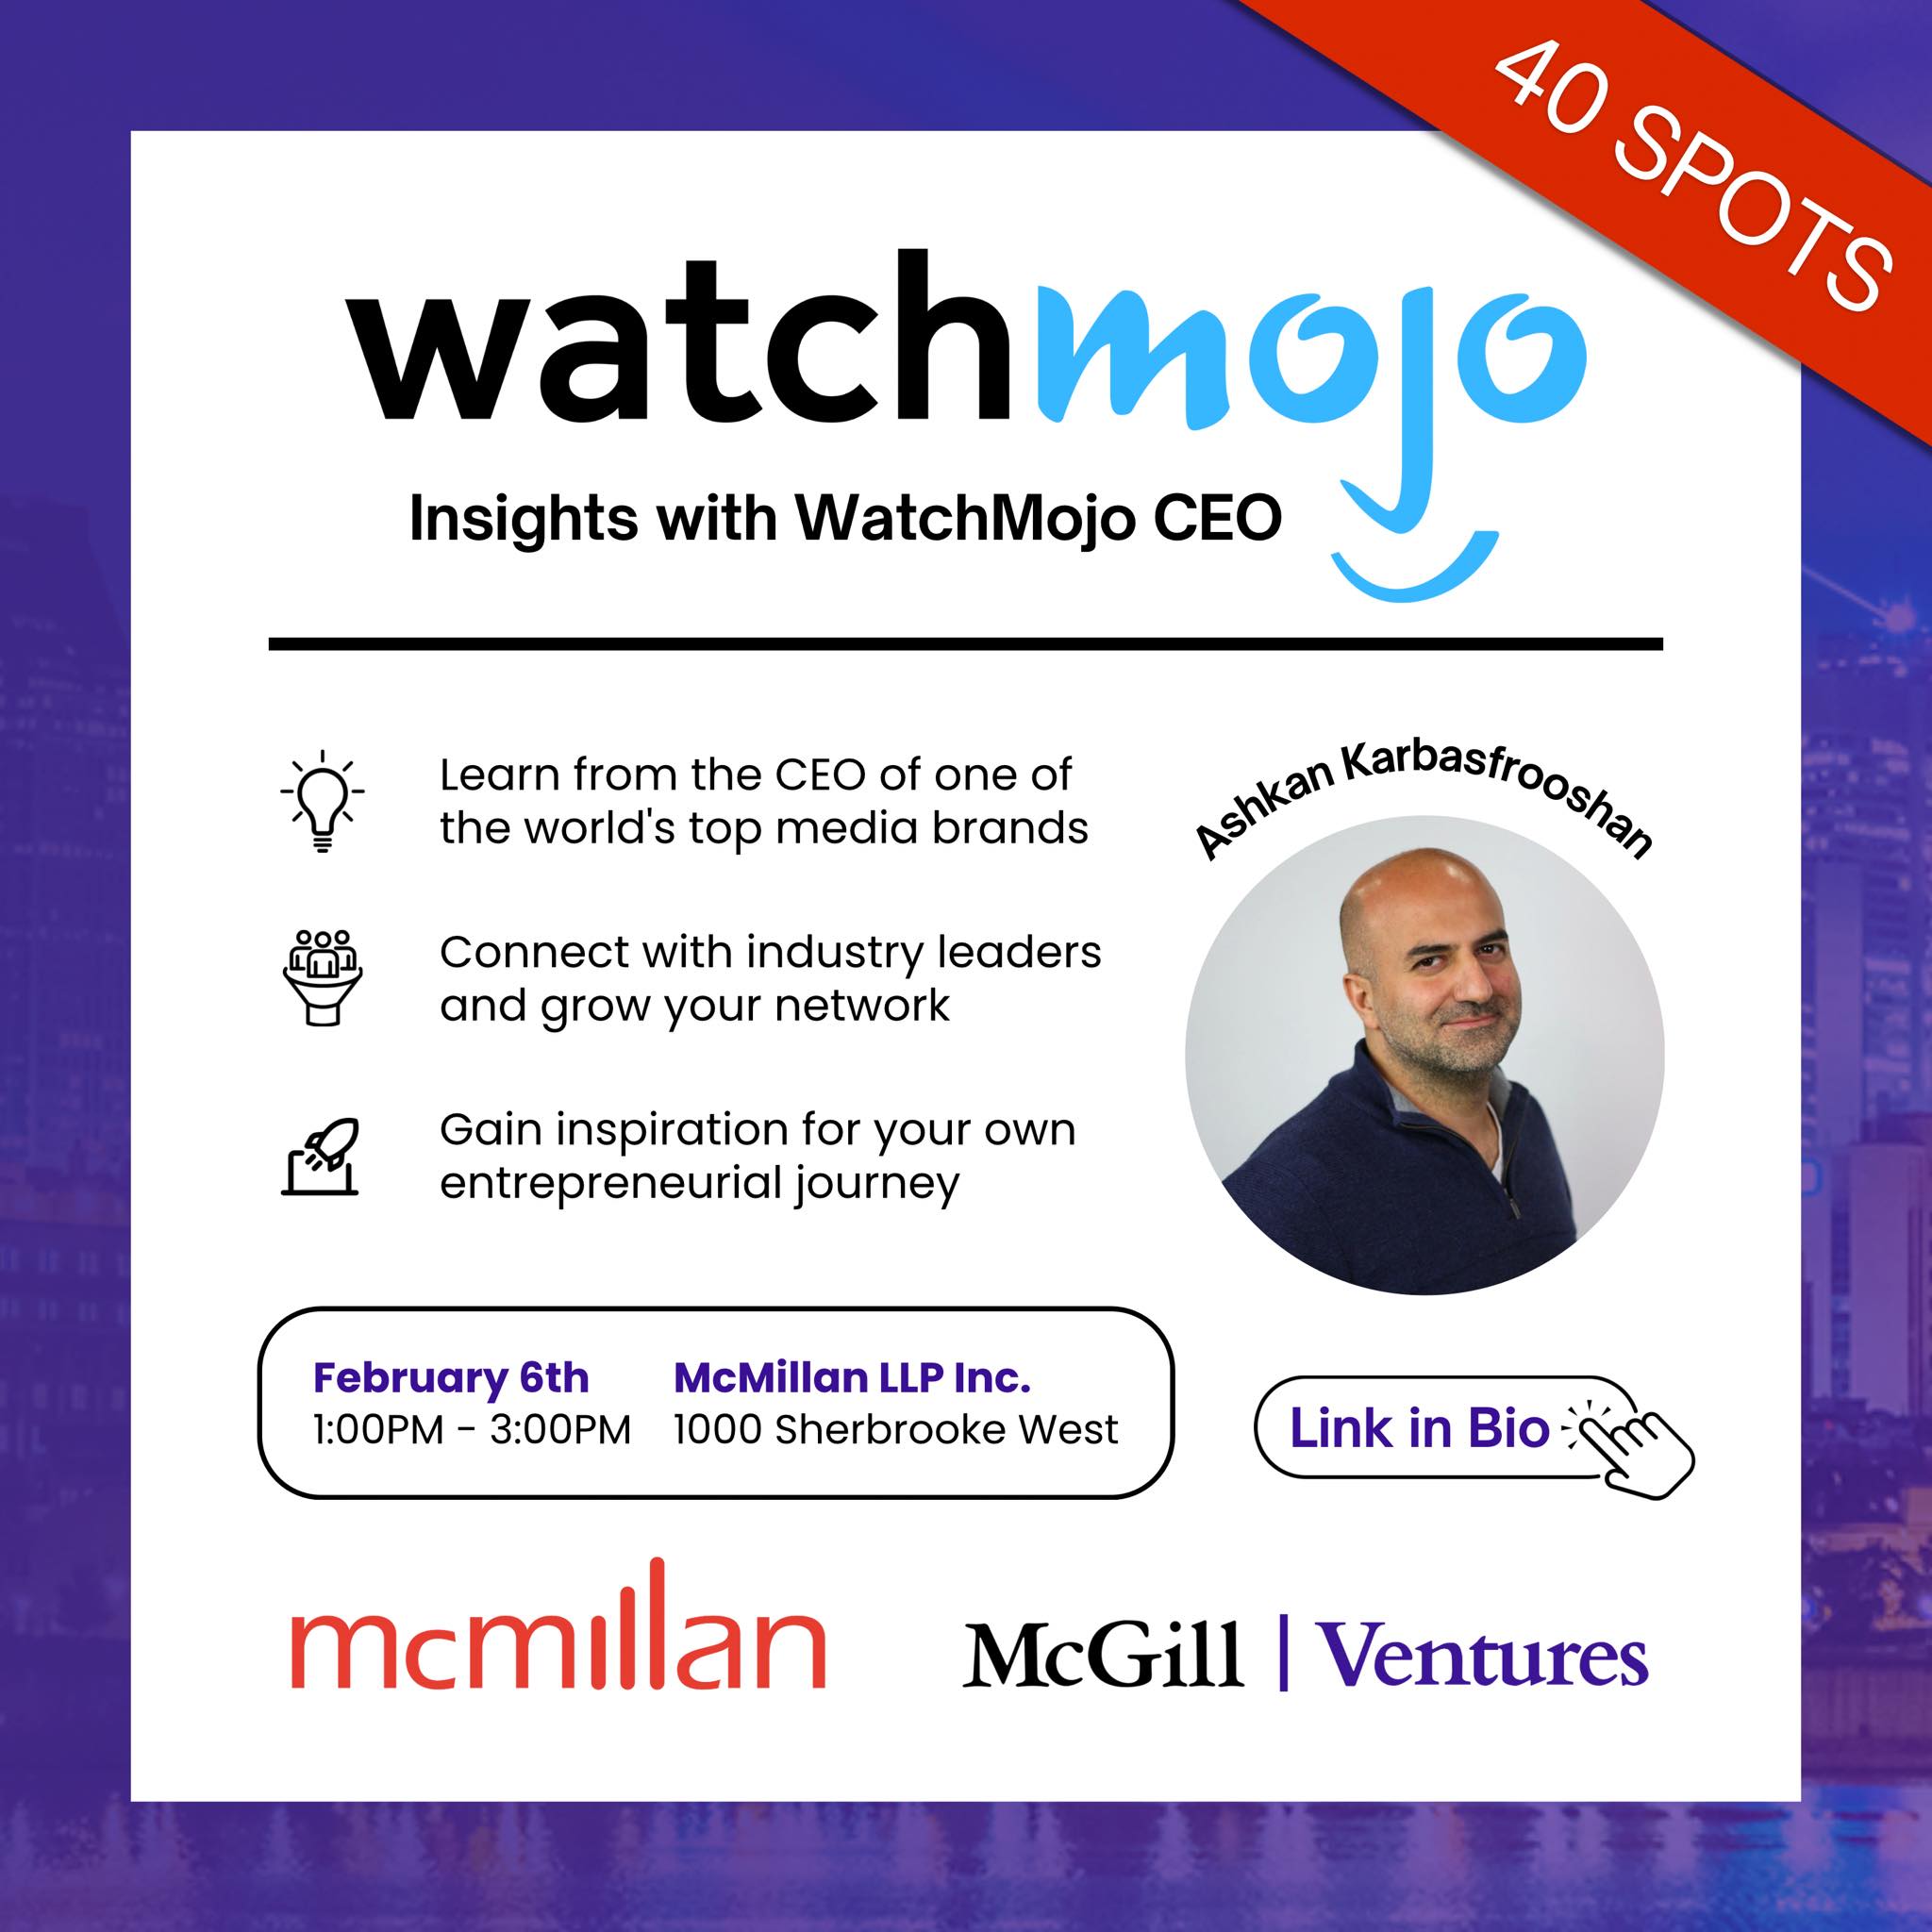 40 SPOTS
watchmojo
Insights with WatchMojo CEO
Learn from the CEO of one of
the world's top media brands
Connect with industry leaders
and grow your network
Gain inspiration for your own
entrepreneurial journey
Ashkan Karbasfrooshan
February 6th
1:00PM - 3:00PM
McMillan LLP Inc.
1000 Sherbrooke West
Link in Bio
mcmillan
McGill | Ventures